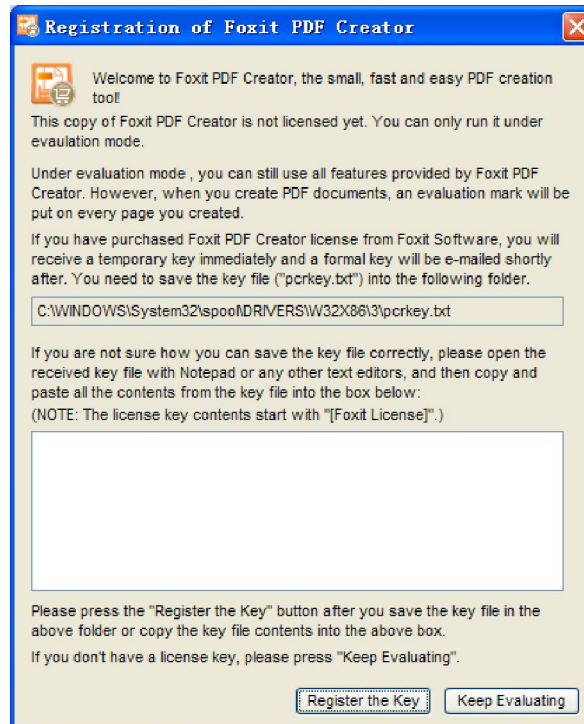 Registration of Foxit PDF Creator
Welcome to Foxit PDF Creator, the small, fast and easy PDF creation
tool!
This copy of Foxit PDF Creator is not licensed yet. You can only run it under
evaulation mode.
Under evaluation mode , you can still use all features provided by Foxit PDF
Creator. However, when you create PDF documents, an evaluation mark will be
put on every page you created.
If you have purchased Foxit PDF Creator license from Foxit Software, you will
receive a temporary key immediately and a formal key will be e-mailed shortly
after. You need to save the key file ("pcrkey.txt") into the following folder.
C:\WINDOWS\System32\spool\DRIVERS\W32X86\3\pcrkey.txt
If you are not sure how you can save the key file correctly, please open the
received key file with Notepad or any other text editors, and then copy and
paste all the contents from the key file into the box below:
(NOTE: The license key contents start with "[Foxit License]".)
Please press the "Register the Key" button after you save the key file in the
above folder or copy the key file contents into the above box.
If you don't have a license key, please press "Keep Evaluating".
Register the Key Keep Evaluating